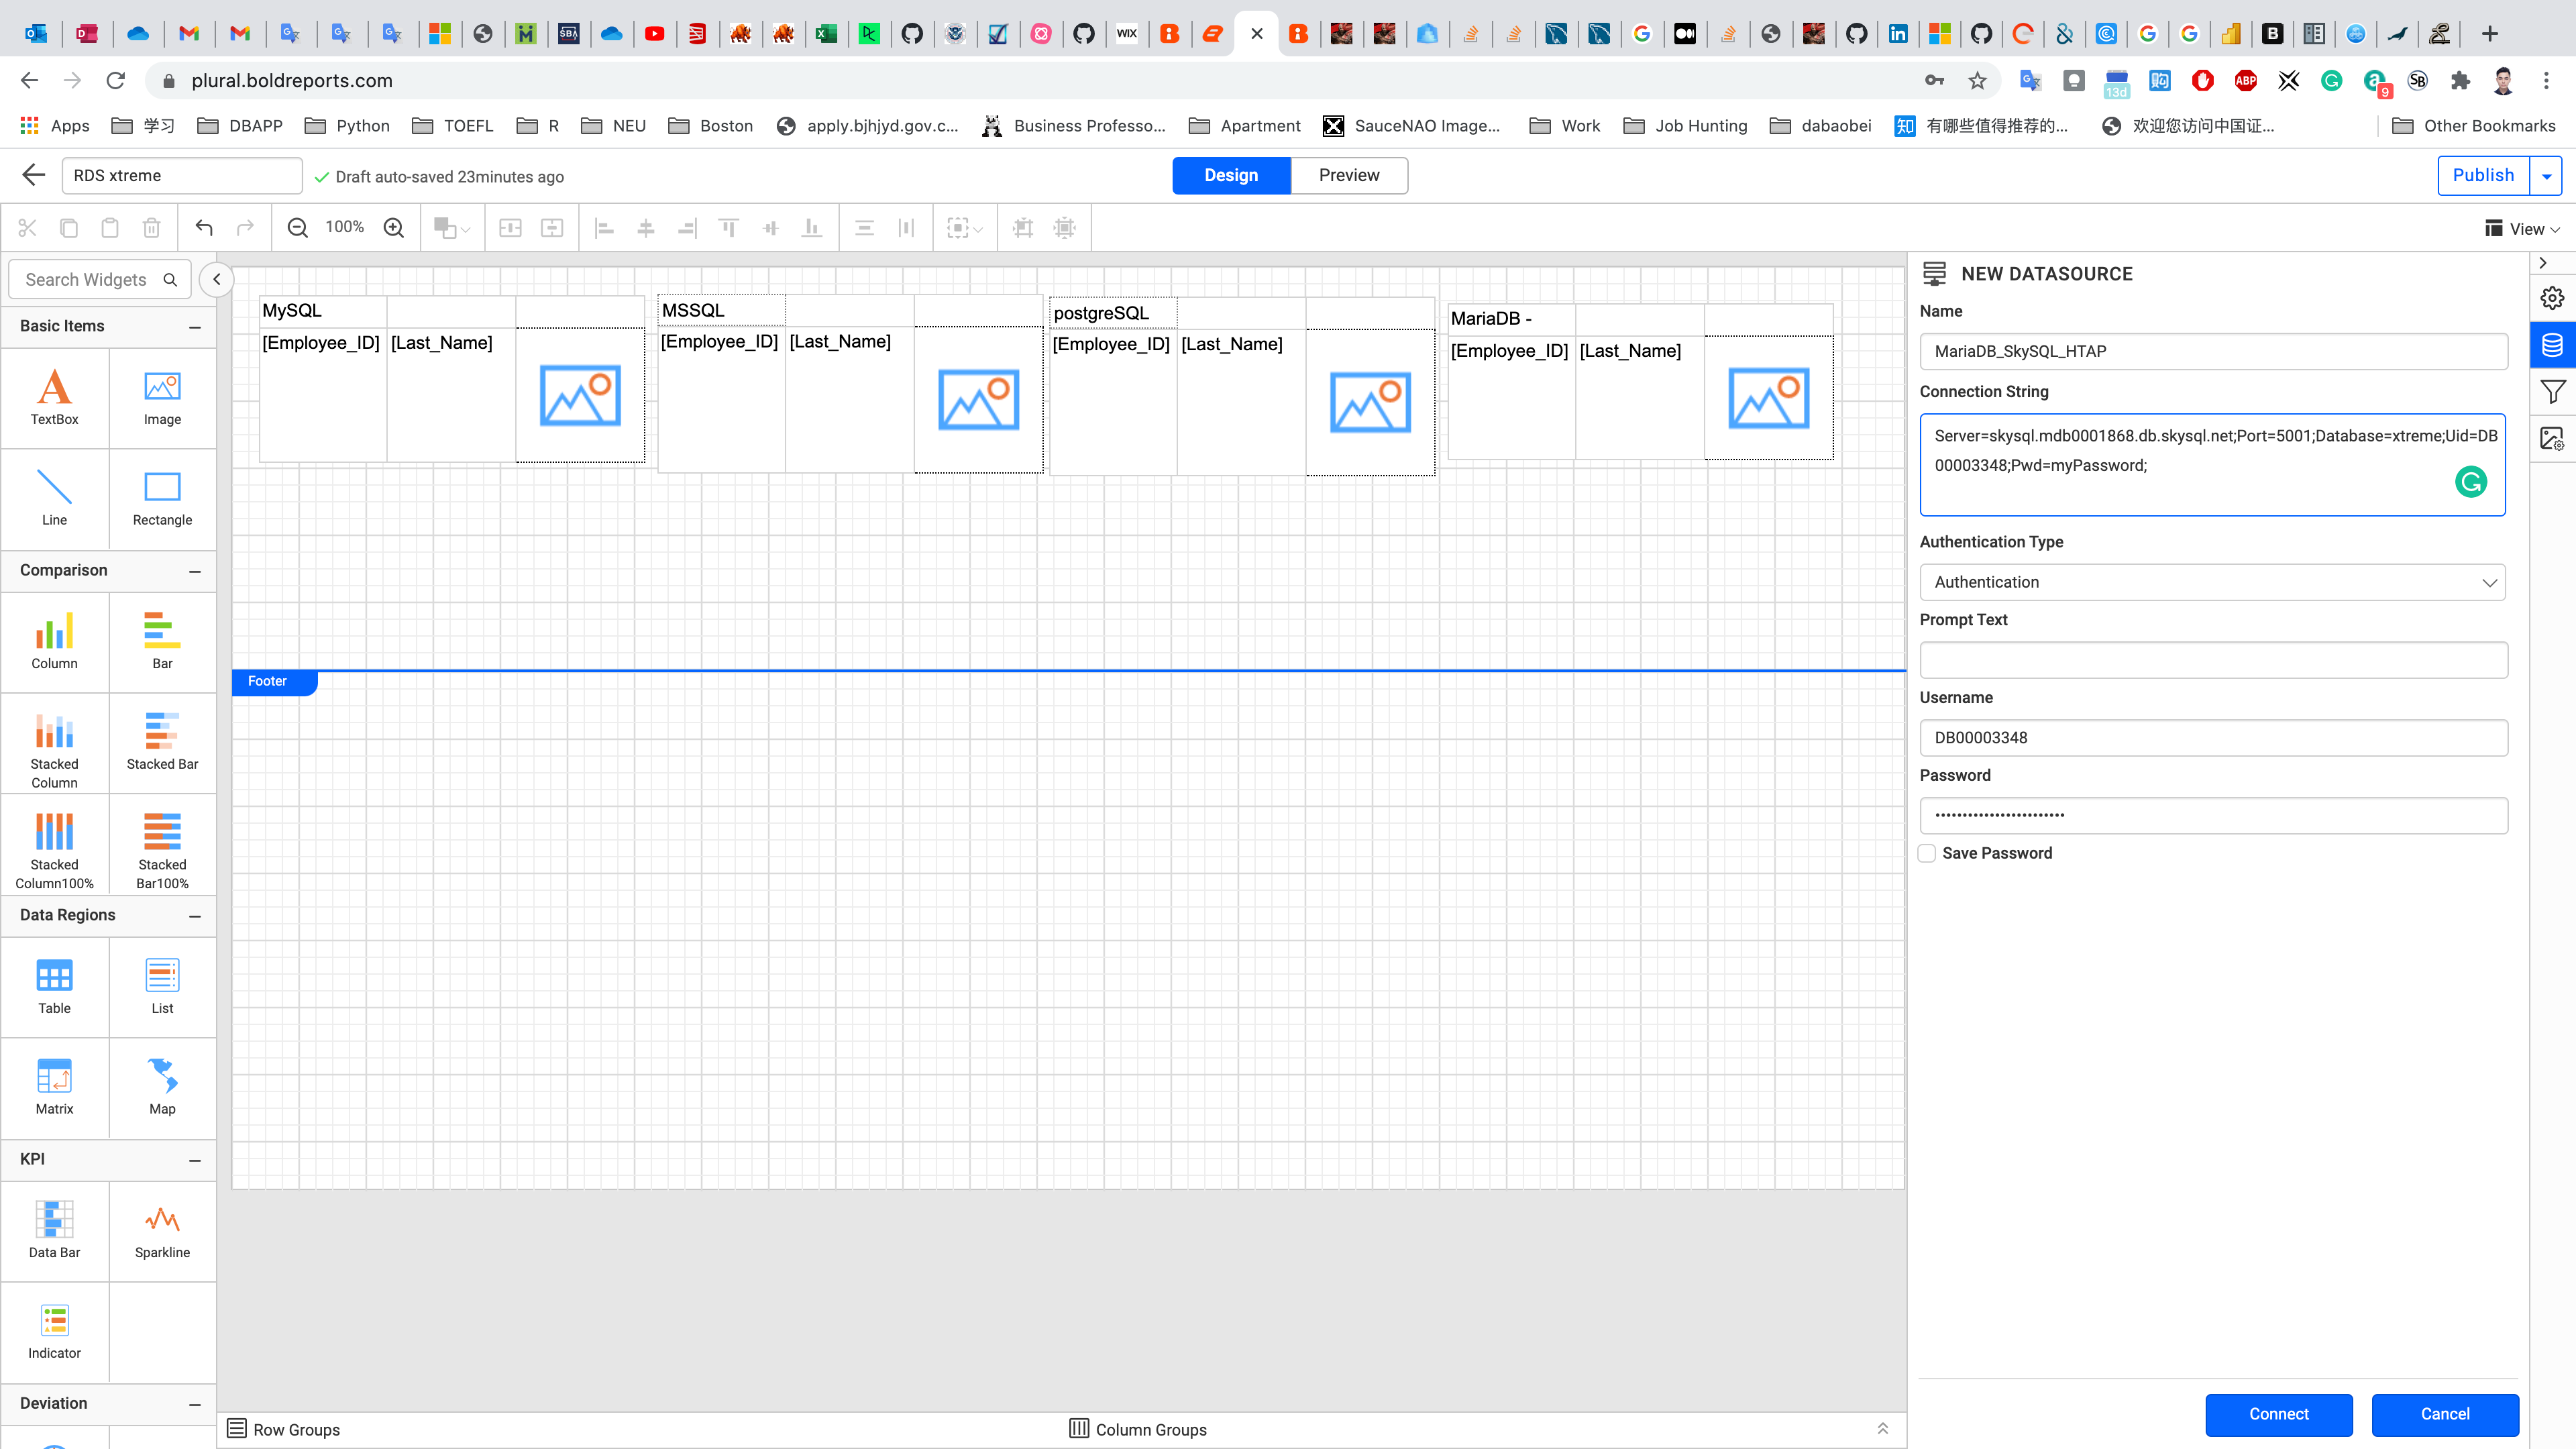 plural.boldreports.com
13d
9
Apps
学习
DBAPP
Python
TOEFL
R
NEU
Boston
apply.bjhjyd.gov.c...
Business Professo...
Apartment
SauceNAO Image...
Work
Job Hunting
dabaobei
有哪些值得推荐的...
欢迎您访问中国证...
Other Bookmarks
RDS xtreme
Draft auto-saved 23minutes ago
Design
Preview
Publish
100%
View
Search Widgets
Basic Items
TextBox
Image
Line
Rectangle
Comparison
Column
Bar
Stacked
Column
Stacked Bar
Stacked
Column100%
Stacked
Bar100%
Data Regions
Table
List
Matrix
Map
KPI
Data Bar
Sparkline
Indicator
Deviation
MySQL
[Employee_ID]
[Last_Name]
MSSQL
[Employee_ID]
[Last_Name]
postgreSQL
[Employee_ID]
[Last_Name]
MariaDB -
[Employee_ID]
[Last_Name]
Footer
Row Groups
Column Groups
NEW DATASOURCE
Name
MariaDB_SkySQL_HTAP
Connection String
Server=skysql.mdb0001868.db.skysql.net;Port=5001;Database=xtreme;Uid=DB
00003348;Pwd=myPassword;
Authentication Type
Authentication
Prompt Text
Username
DB00003348
Password
Save Password
Connect
Cancel